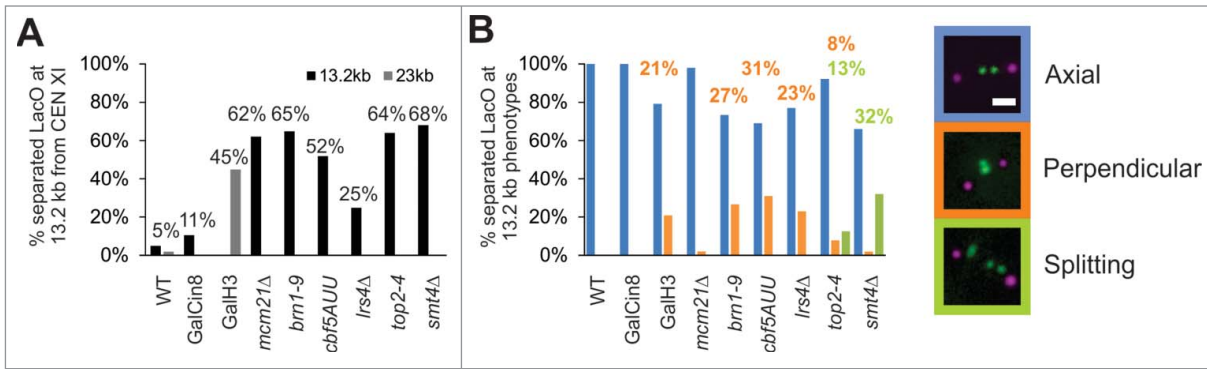 A
% separated LacO at
13.2 kb from CEN XI
100%
80%
60%
40%
20%
0%
13.2kb
23kb
5%
11%
45%
62%
65%
52%
25%
64%
68%
WT
GalCin8
GalH3
mcm21Δ
brn1-9
cbf5AUU
lrs4Δ
top2-4
smt4Δ
B
% separated LacO at
13.2 kb phenotypes
100%
80%
60%
40%
20%
0%
21%
27%
31%
23%
8%
13%
32%
WT
GalCin8
GalH3
mcm21Δ
brn1-9
cbf5AUU
lrs4Δ
top2-4
smt4Δ
Axial
Perpendicular
Splitting